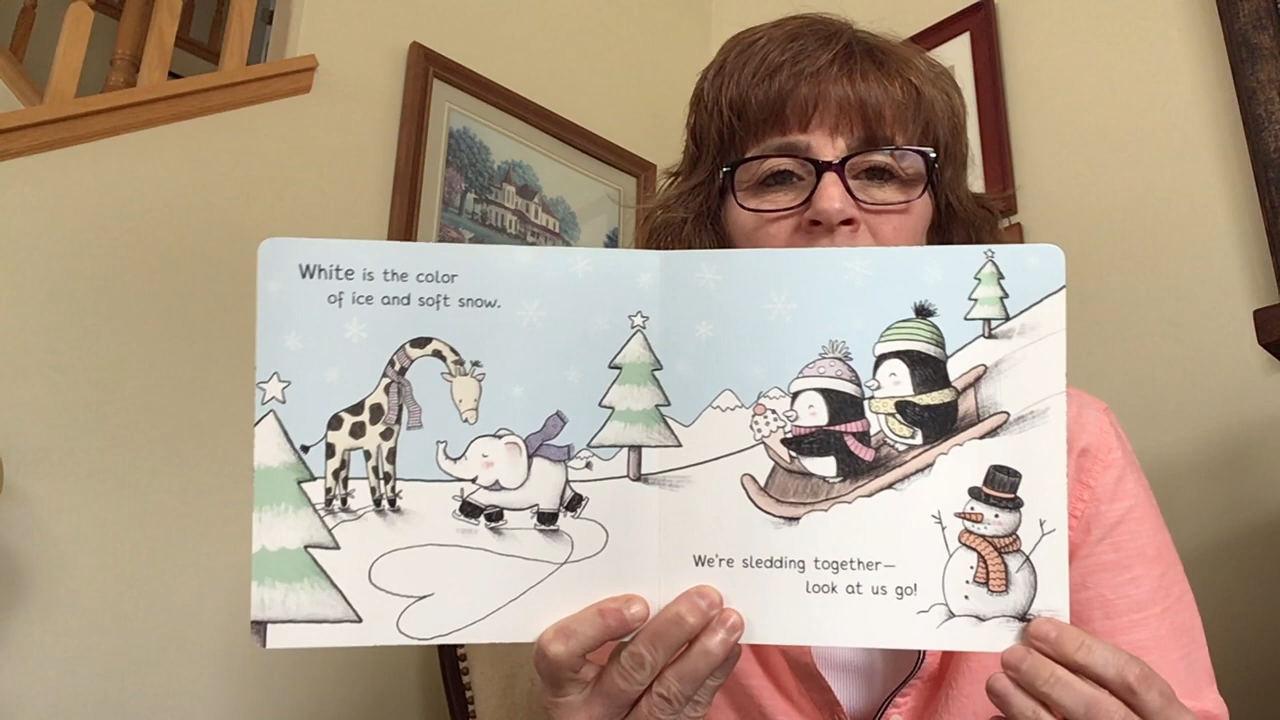 White is the color
of ice and soft snow.
We're sledding together—
look at us go!